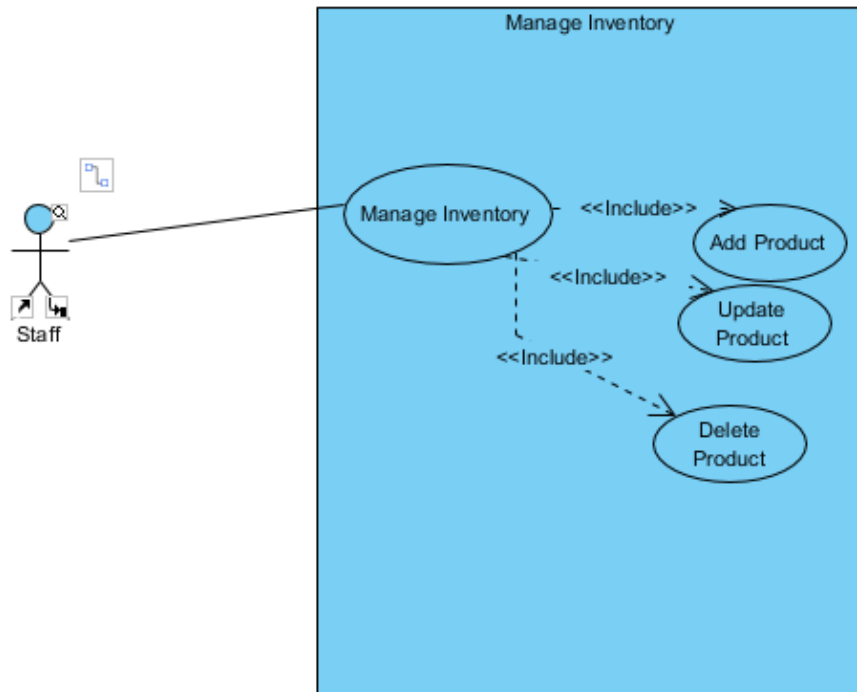 Manage Inventory
Manage Inventory
<<Include>>
Add Product
<<Include>>
Update
Product
Staff
<<Include>>
Delete
Product